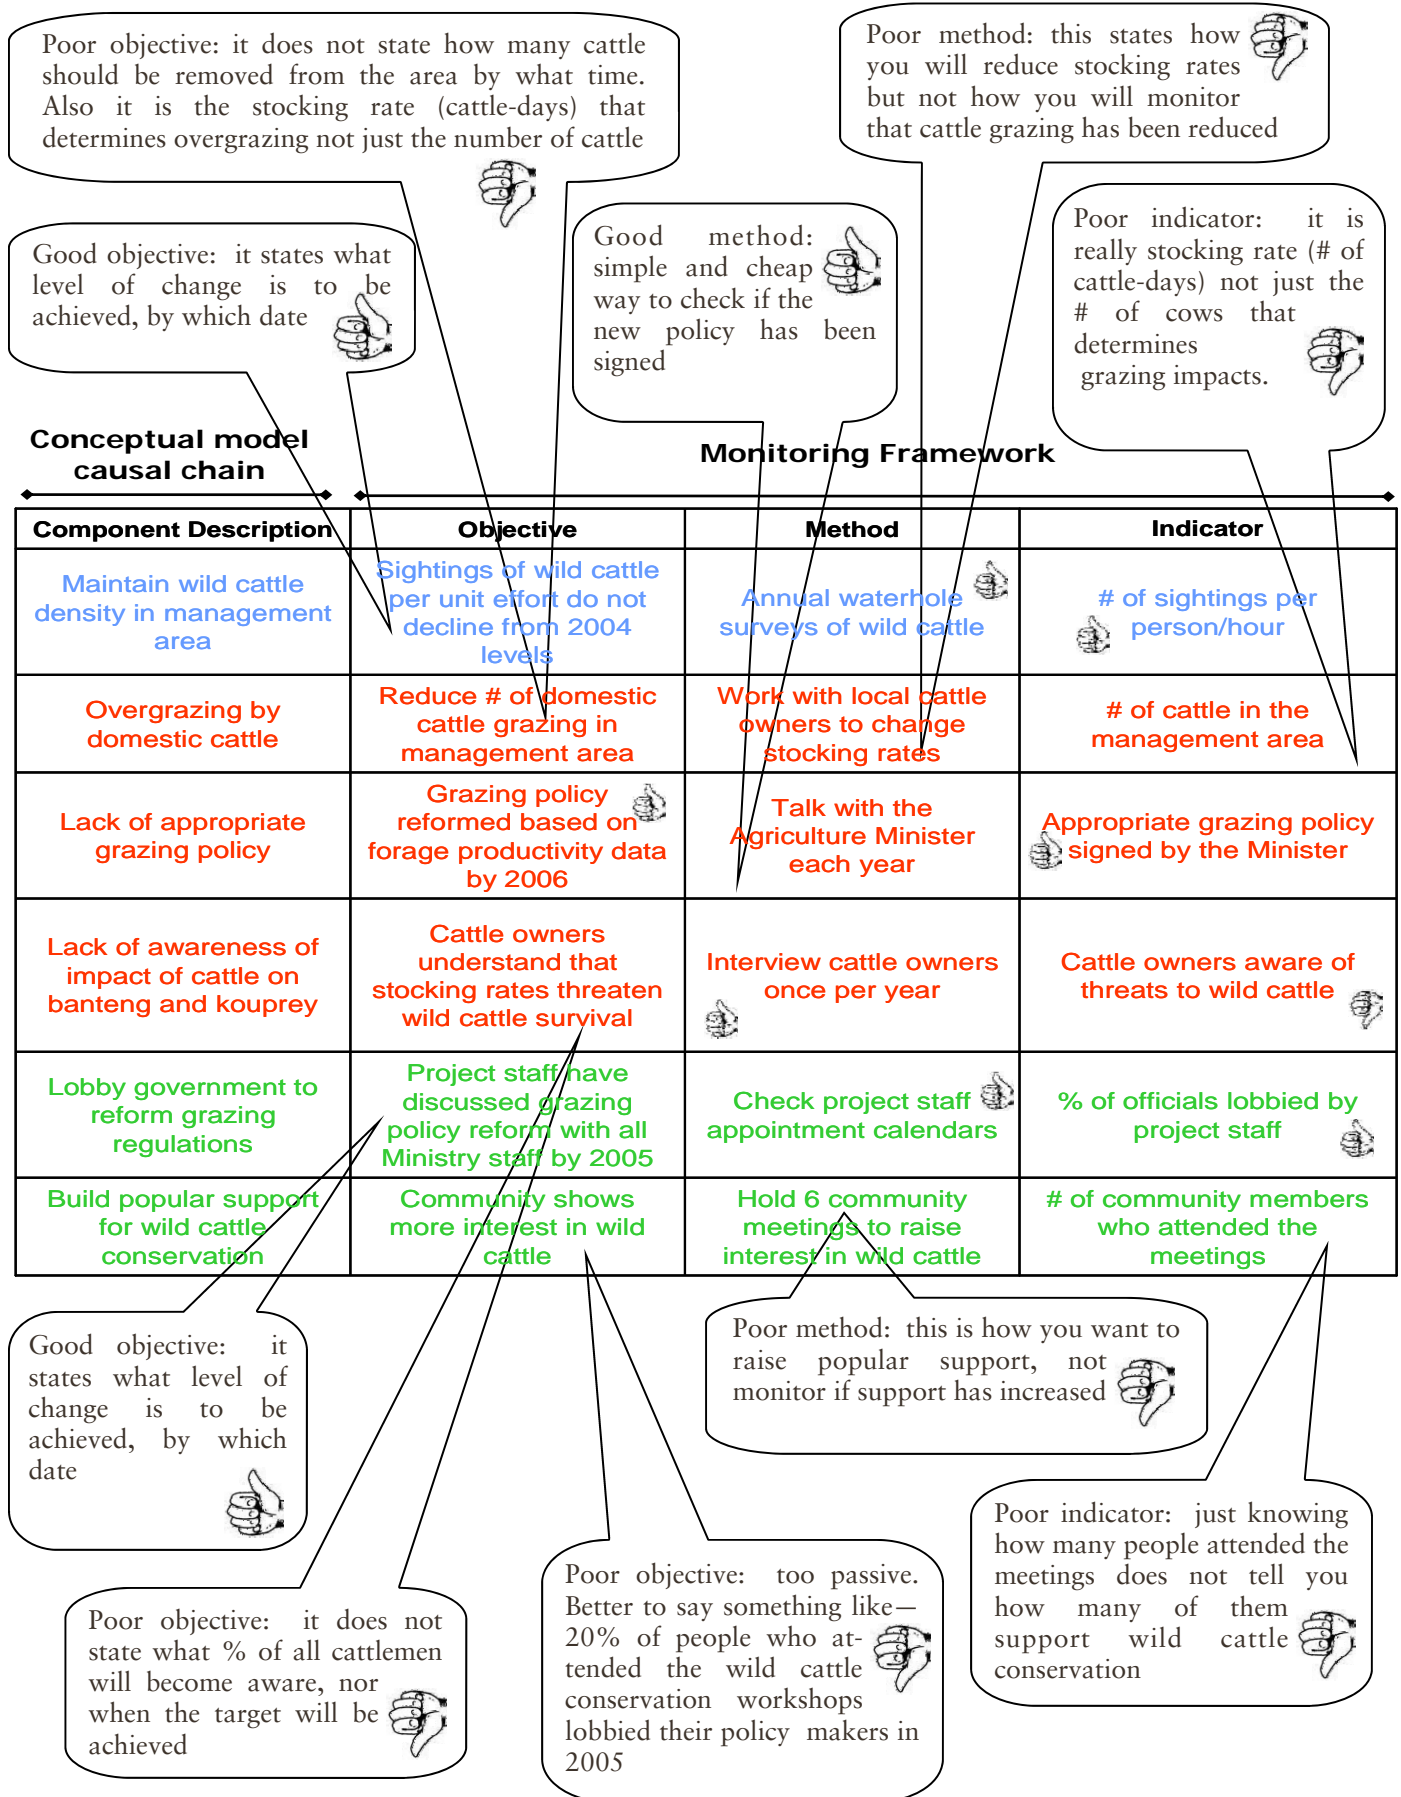 Poor objective: it does not state how many cattle
should be removed from the area by what time.
Also it is the stocking rate (cattle-days) that
determines overgrazing not just the number of cattle
Poor method: this states how
you will reduce stocking rates
but not how you will monitor
that cattle grazing has been reduced
Good objective: it states what
level of change is to be
achieved, by which date
Good method:
simple and cheap
way to check if the
new policy has been
signed
Poor indicator: it is
really stocking rate (# of
cattle-days) not just the
# of cows that
determines
grazing impacts.
Conceptual model
causal chain
Monitoring Framework
Component Description
Objective
Method
Indicator
Maintain wild cattle
density in management
area
Sightings of wild cattle
per unit effort do not
decline from 2004
levels
Annual waterhole
surveys of wild cattle
# of sightings per
person/hour
Overgrazing by
domestic cattle
Reduce # of domestic
cattle grazing in
management area
Work with local cattle
owners to change
stocking rates
# of cattle in the
management area
Lack of appropriate
grazing policy
Grazing policy
reformed based on
forage productivity data
by 2006
Talk with the
Agriculture Minister
each year
Appropriate grazing policy
signed by the Minister
Lack of awareness of
impact of cattle on
banteng and kouprey
Cattle owners
understand that
stocking rates threaten
wild cattle survival
Interview cattle owners
once per year
Cattle owners aware of
threats to wild cattle
Lobby government to
reform grazing
regulations
Project staff have
discussed grazing
policy reform with all
Ministry staff by 2005
Check project staff
appointment calendars
% of officials lobbied by
project staff
Build popular support
for wild cattle
conservation
Community shows
more interest in wild
cattle
Hold 6 community
meetings to raise
interest in wild cattle
# of community members
who attended the
meetings
Good objective: it
states what level of
change is to be
achieved, by which
date
Poor method: this is how you want to
raise popular support, not
monitor if support has increased
Poor objective: it does not
state what % of all cattlemen
will become aware, nor
when the target will be
achieved
Poor objective: too passive.
Better to say something like—
20% of people who at-
tended the wild cattle
conservation workshops
lobbied their policy makers in
2005
Poor indicator: just knowing
how many people attended the
meetings does not tell you
how many of them
support wild cattle
conservation